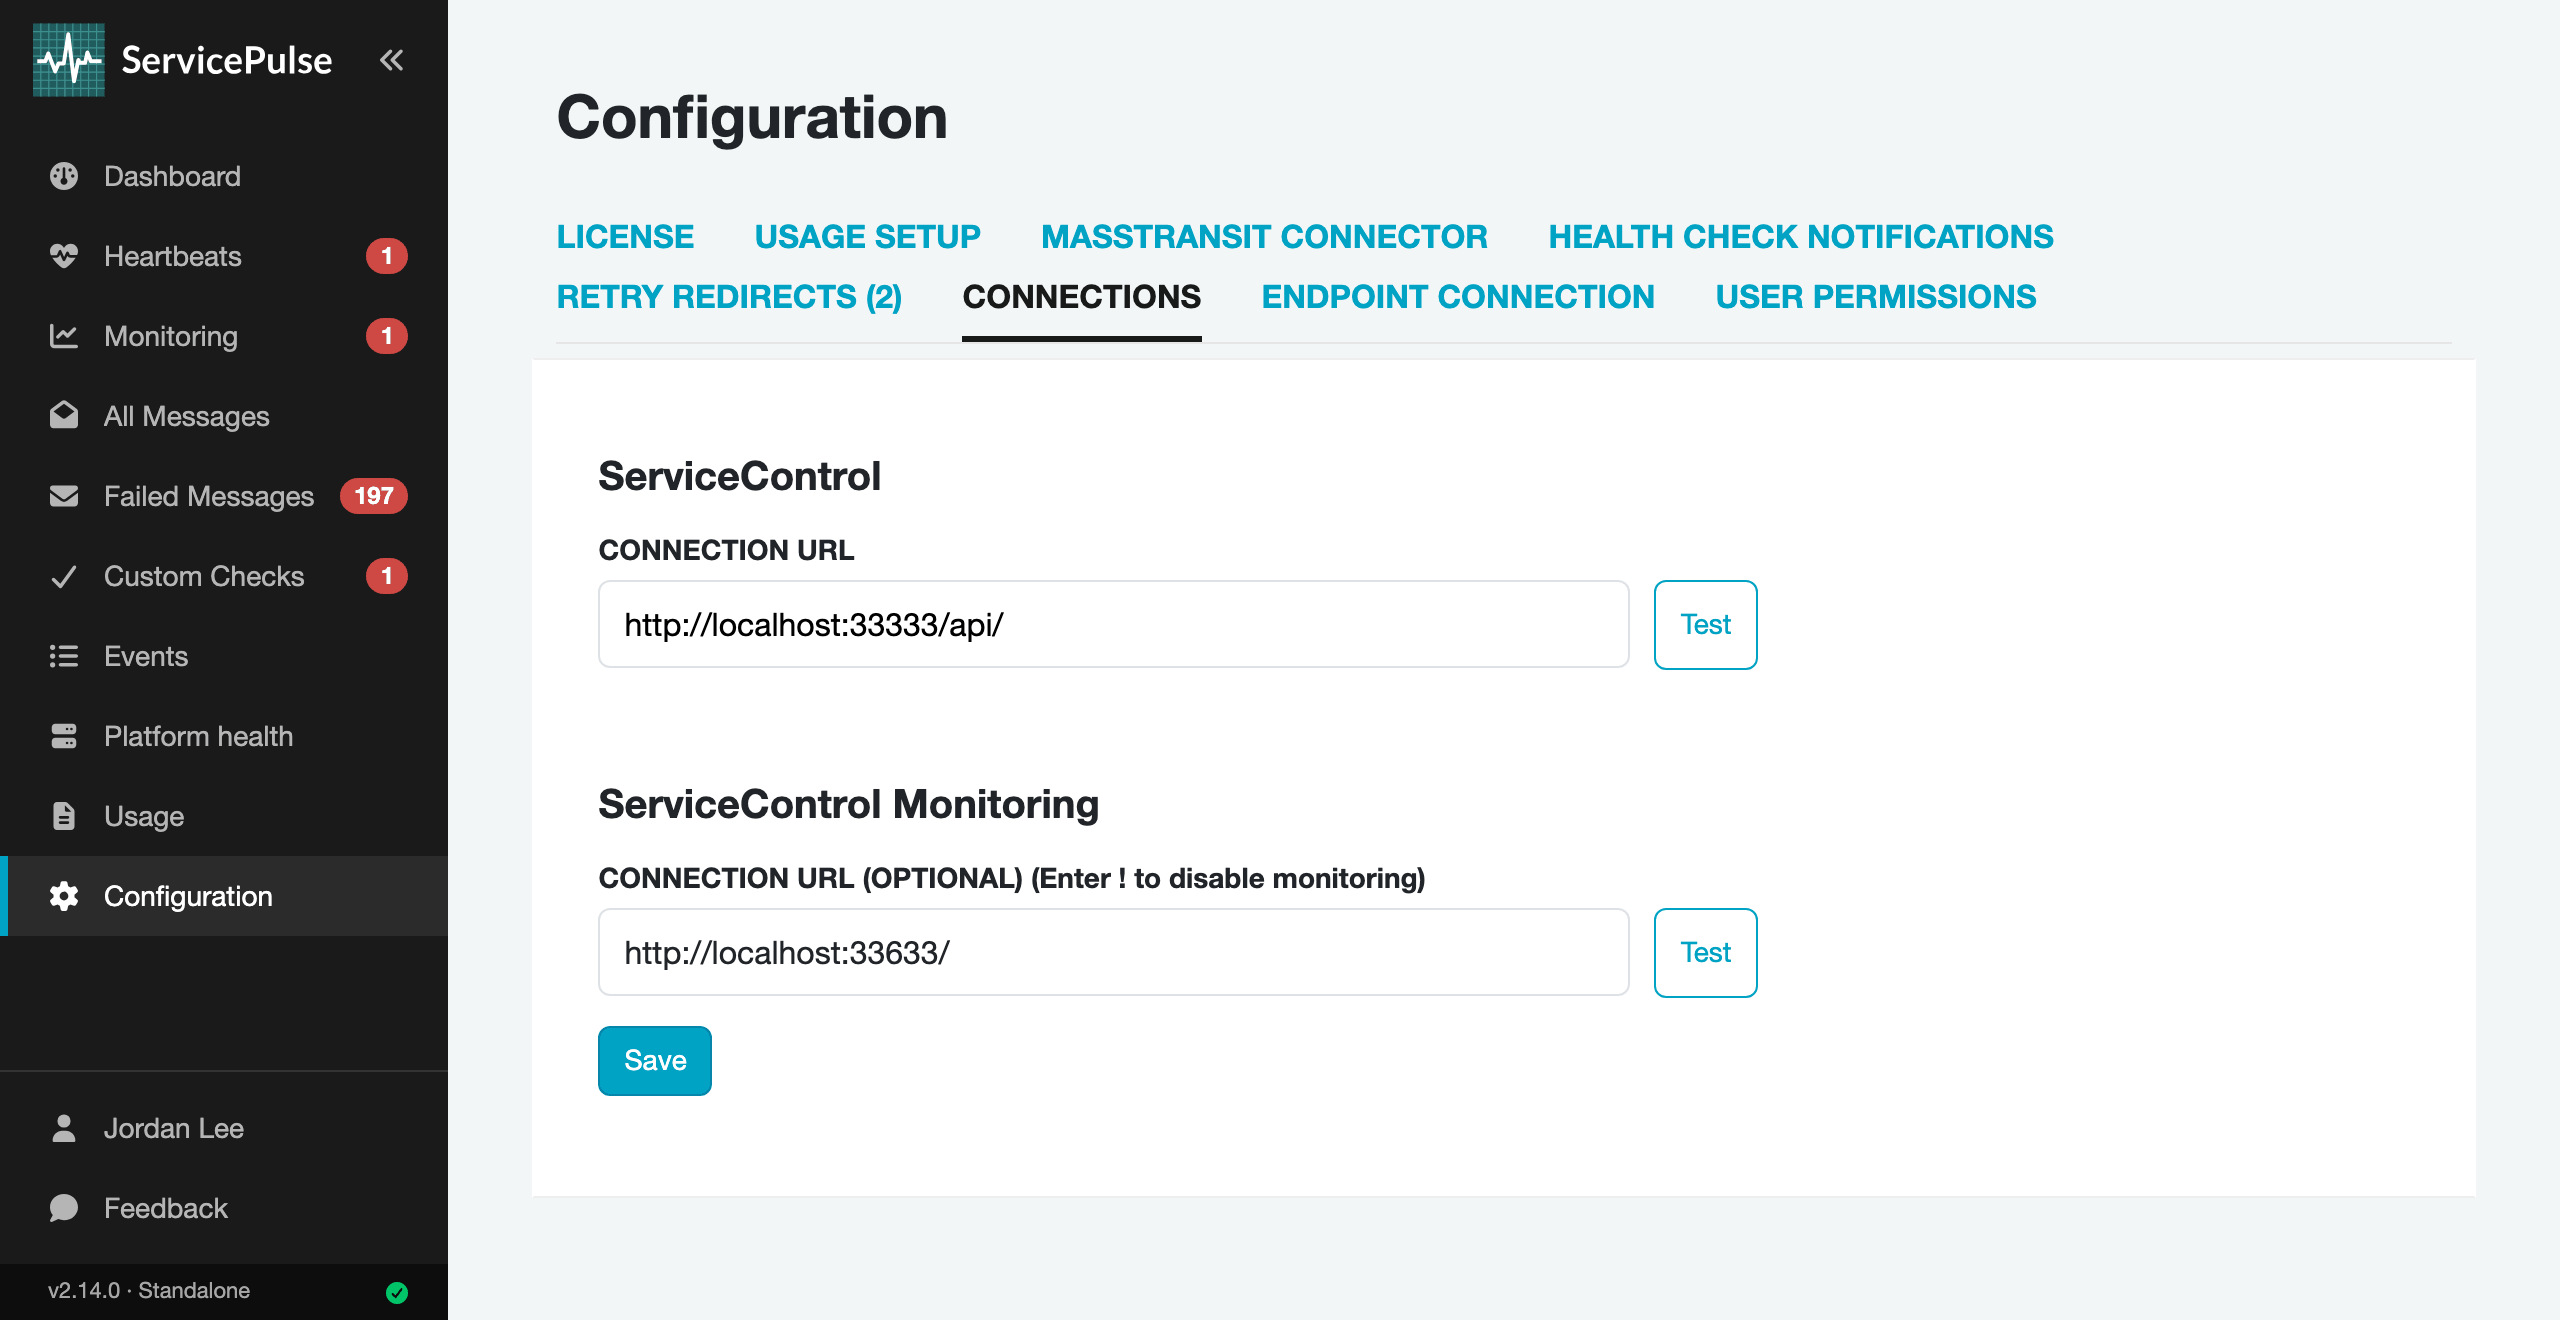 ServicePulse
Dashboard
Heartbeats 1
Monitoring 1
All Messages
Failed Messages 197
Custom Checks 1
Events
Platform health
Usage
Configuration
Jordan Lee
Feedback
v2.14.0 · Standalone
Configuration
LICENSE USAGE SETUP MASSTRANSIT CONNECTOR HEALTH CHECK NOTIFICATIONS
RETRY REDIRECTS (2) CONNECTIONS ENDPOINT CONNECTION USER PERMISSIONS
ServiceControl
CONNECTION URL
http://localhost:33333/api/ Test
ServiceControl Monitoring
CONNECTION URL (OPTIONAL) (Enter ! to disable monitoring)
http://localhost:33633/ Test
Save